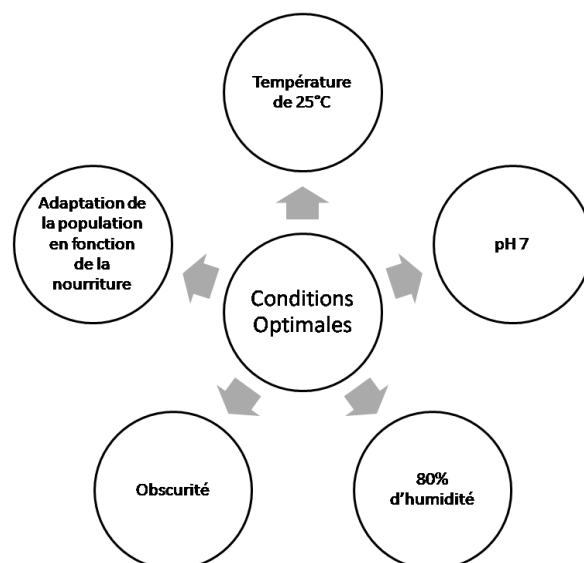 Température
de 25°C
Adaptation de
la population
en fonction
de la
nourriture
pH 7
Conditions
Optimales
Obscurité
80%
d'humidité